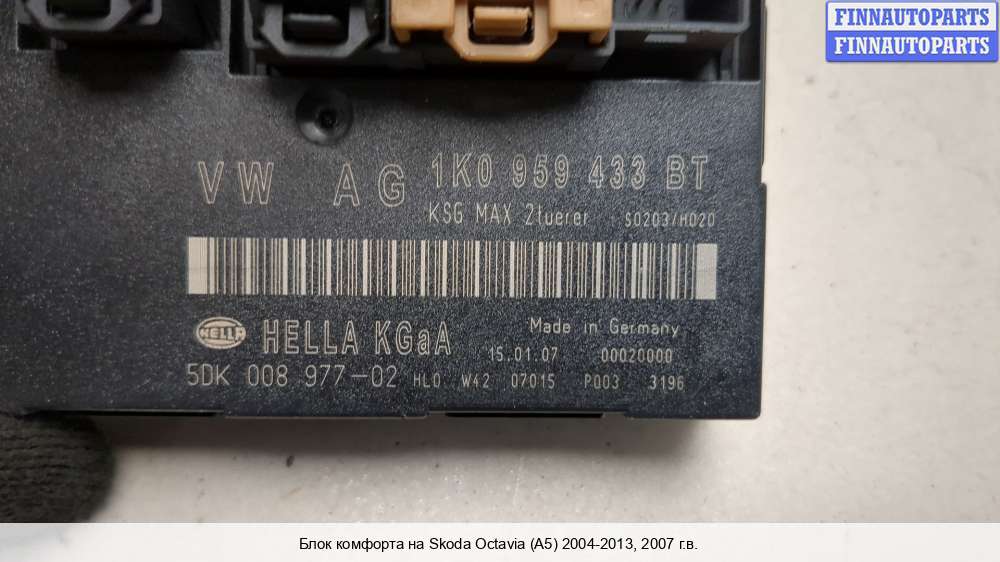 FINNAUTOPARTS
FINNAUTOPARTS
VW AG 1K0 959 433 BT
KSG MAX 2tuerer S0203/H020
HELLA HELLA KGaA Made in Germany
15.01.07 00020000
5DK 008 977-02 HL0 W42 07015 P003 3196
Блок комфорта на Skoda Octavia (A5) 2004-2013, 2007 г.в.